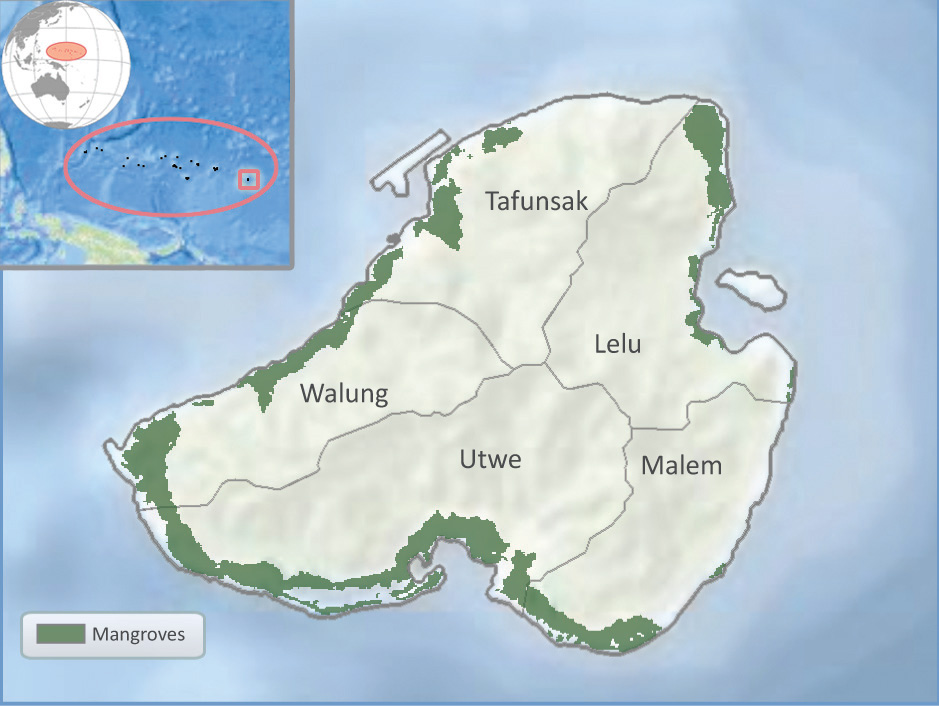 Tafunsak
Lelu
Walung
Utwe
Malem
Mangroves